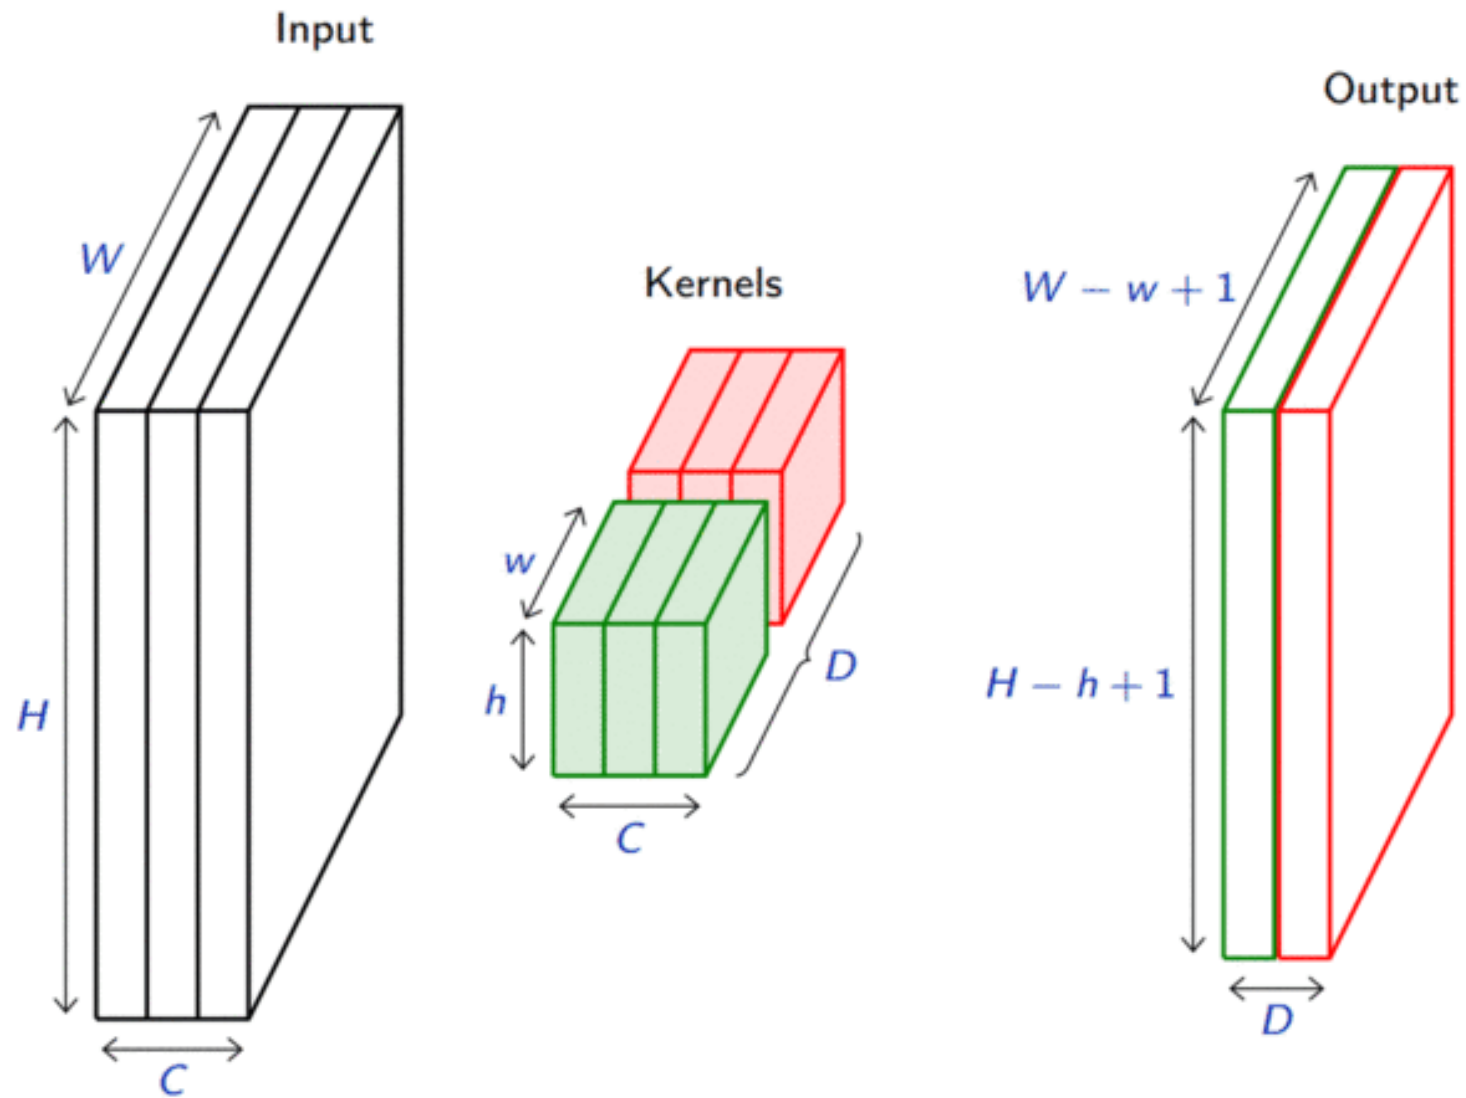 Input
W
H
C
Kernels
w
h
C
D
Output
W − w + 1
H − h + 1
D